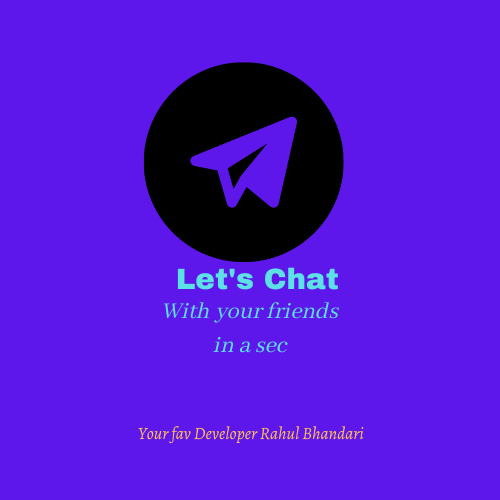 Let's Chat
With your friends
in a sec
Your fav Developer Rahul Bhandari